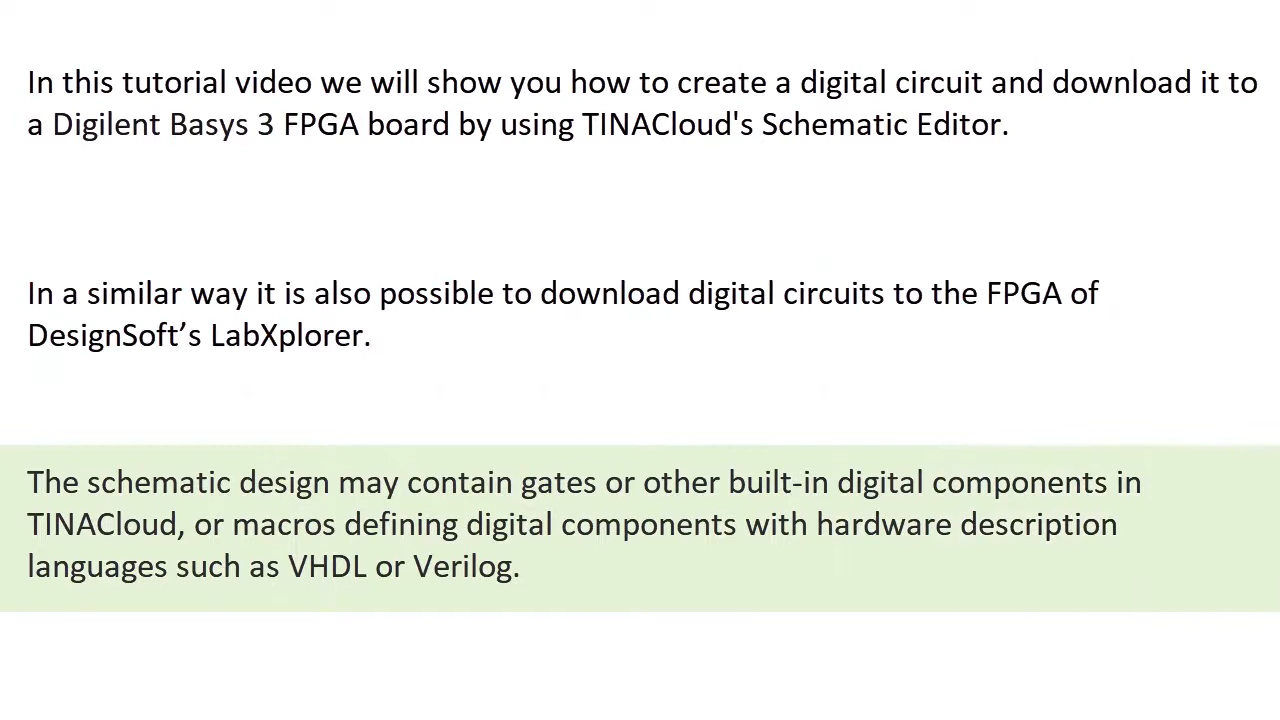 In this tutorial video we will show you how to create a digital circuit and download it to
a Digilent Basys 3 FPGA board by using TINACloud's Schematic Editor.
In a similar way it is also possible to download digital circuits to the FPGA of
DesignSoft’s LabXplorer.
The schematic design may contain gates or other built-in digital components in
TINACloud, or macros defining digital components with hardware description
languages such as VHDL or Verilog.